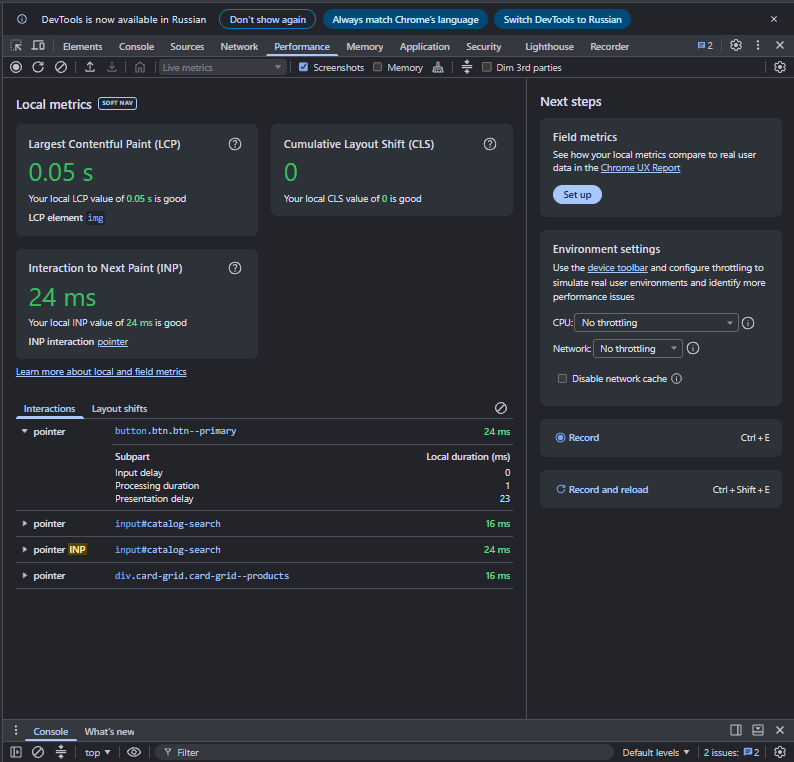 DevTools is now available in Russian Don't show again Always match Chrome's language Switch DevTools to Russian
Elements Console Sources Network Performance Memory Application Security Lighthouse Recorder 2
Live metrics Screenshots Memory Dim 3rd parties
Local metrics SOFT NAV
Largest Contentful Paint (LCP)
0.05 s
Your local LCP value of 0.05 s is good
LCP element img
Cumulative Layout Shift (CLS)
0
Your local CLS value of 0 is good
Interaction to Next Paint (INP)
24 ms
Your local INP value of 24 ms is good
INP interaction pointer
Learn more about local and field metrics
Interactions Layout shifts
pointer button.btn.btn--primary 24 ms
Subpart Local duration (ms)
Input delay 0
Processing duration 1
Presentation delay 23
pointer input#catalog-search 16 ms
pointer INP input#catalog-search 24 ms
pointer div.card-grid.card-grid--products 16 ms
Next steps
Field metrics
See how your local metrics compare to real user
data in the Chrome UX Report
Set up
Environment settings
Use the device toolbar and configure throttling to
simulate real user environments and identify more
performance issues
CPU: No throttling
Network: No throttling
Disable network cache
Record Ctrl + E
Record and reload Ctrl + Shift + E
Console What's new
top Filter Default levels 2 issues: 2